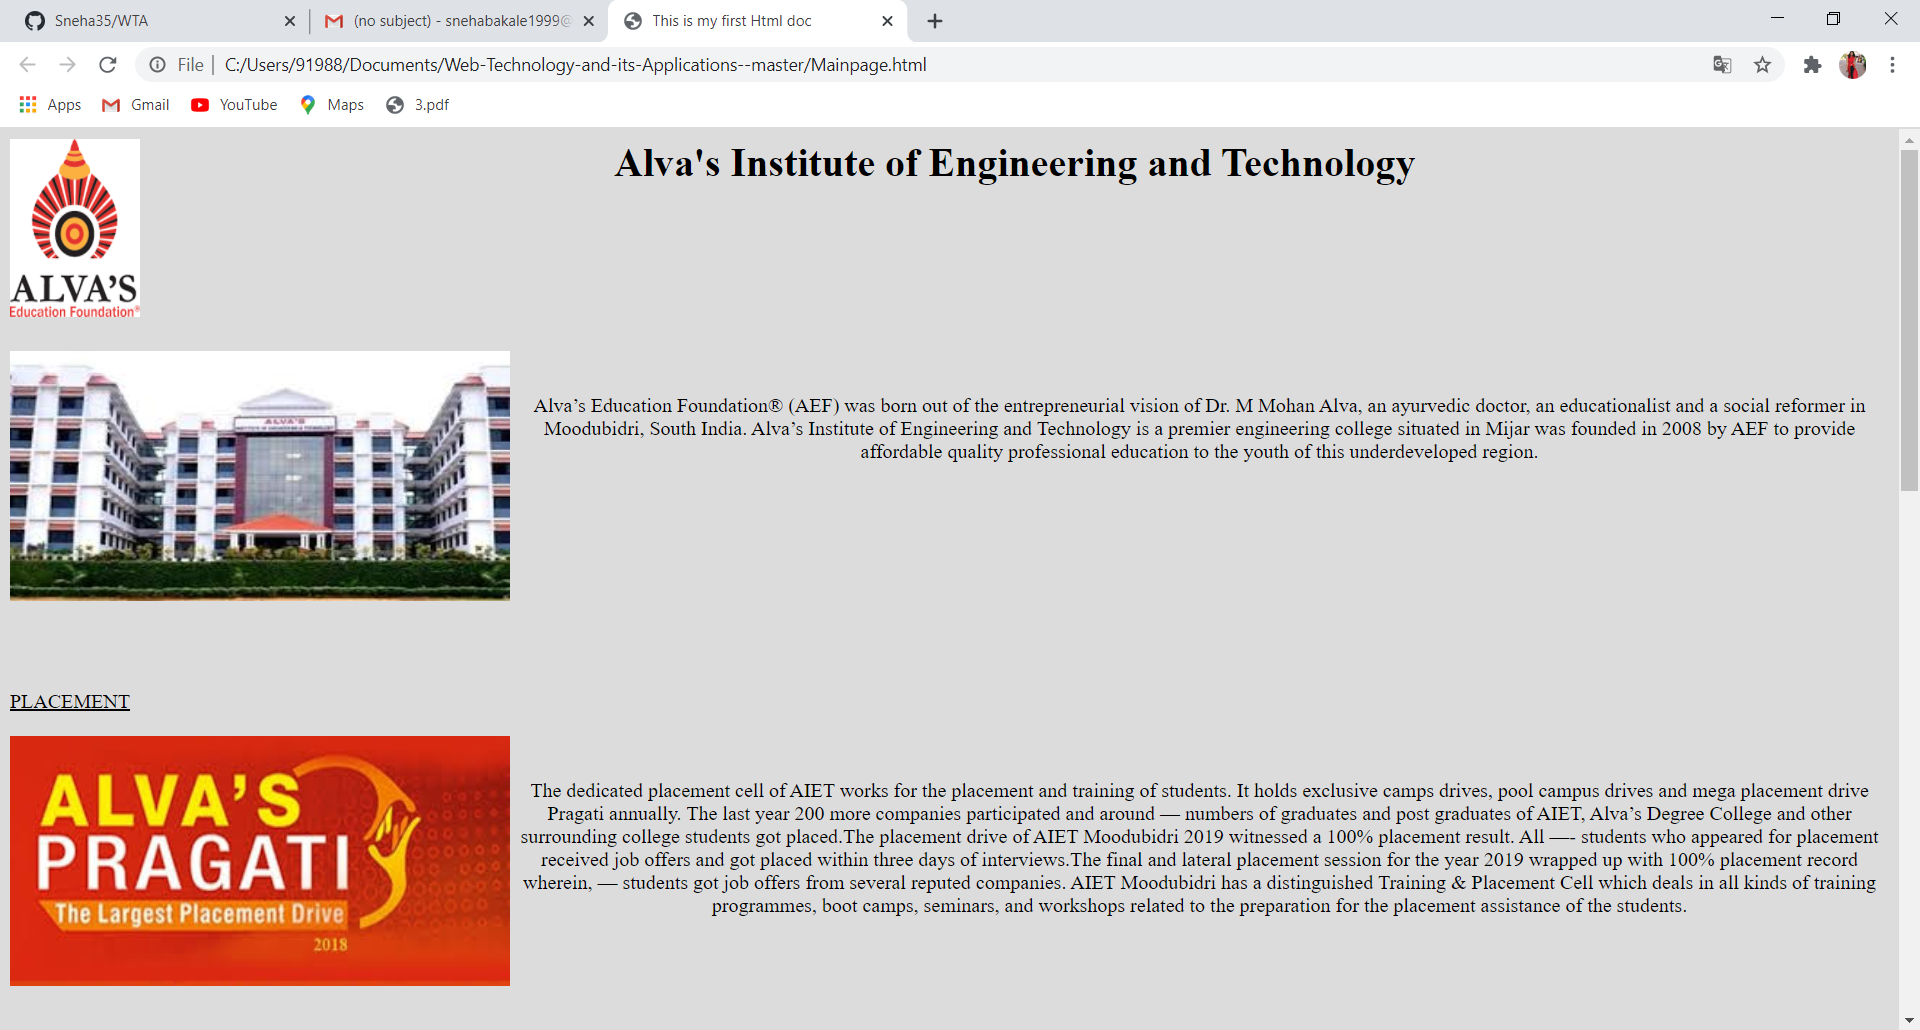 Sneha35/WTA
(no subject) - snehabakale1999@
This is my first Html doc
File | C:/Users/91988/Documents/Web-Technology-and-its-Applications--master/Mainpage.html
Apps
Gmail
YouTube
Maps
3.pdf
Alva's Institute of Engineering and Technology
ALVA'S
Education Foundation®
ALVA'S
Alva’s Education Foundation® (AEF) was born out of the entrepreneurial vision of Dr. M Mohan Alva, an ayurvedic doctor, an educationalist and a social reformer in
Moodubidri, South India. Alva’s Institute of Engineering and Technology is a premier engineering college situated in Mijar was founded in 2008 by AEF to provide
affordable quality professional education to the youth of this underdeveloped region.
PLACEMENT
ALVA'S
PRAGATI
The Largest Placement Drive
2018
The dedicated placement cell of AIET works for the placement and training of students. It holds exclusive camps drives, pool campus drives and mega placement drive
Pragati annually. The last year 200 more companies participated and around — numbers of graduates and post graduates of AIET, Alva’s Degree College and other
surrounding college students got placed.The placement drive of AIET Moodubidri 2019 witnessed a 100% placement result. All —- students who appeared for placement
received job offers and got placed within three days of interviews.The final and lateral placement session for the year 2019 wrapped up with 100% placement record
wherein, — students got job offers from several reputed companies. AIET Moodubidri has a distinguished Training & Placement Cell which deals in all kinds of training
programmes, boot camps, seminars, and workshops related to the preparation for the placement assistance of the students.